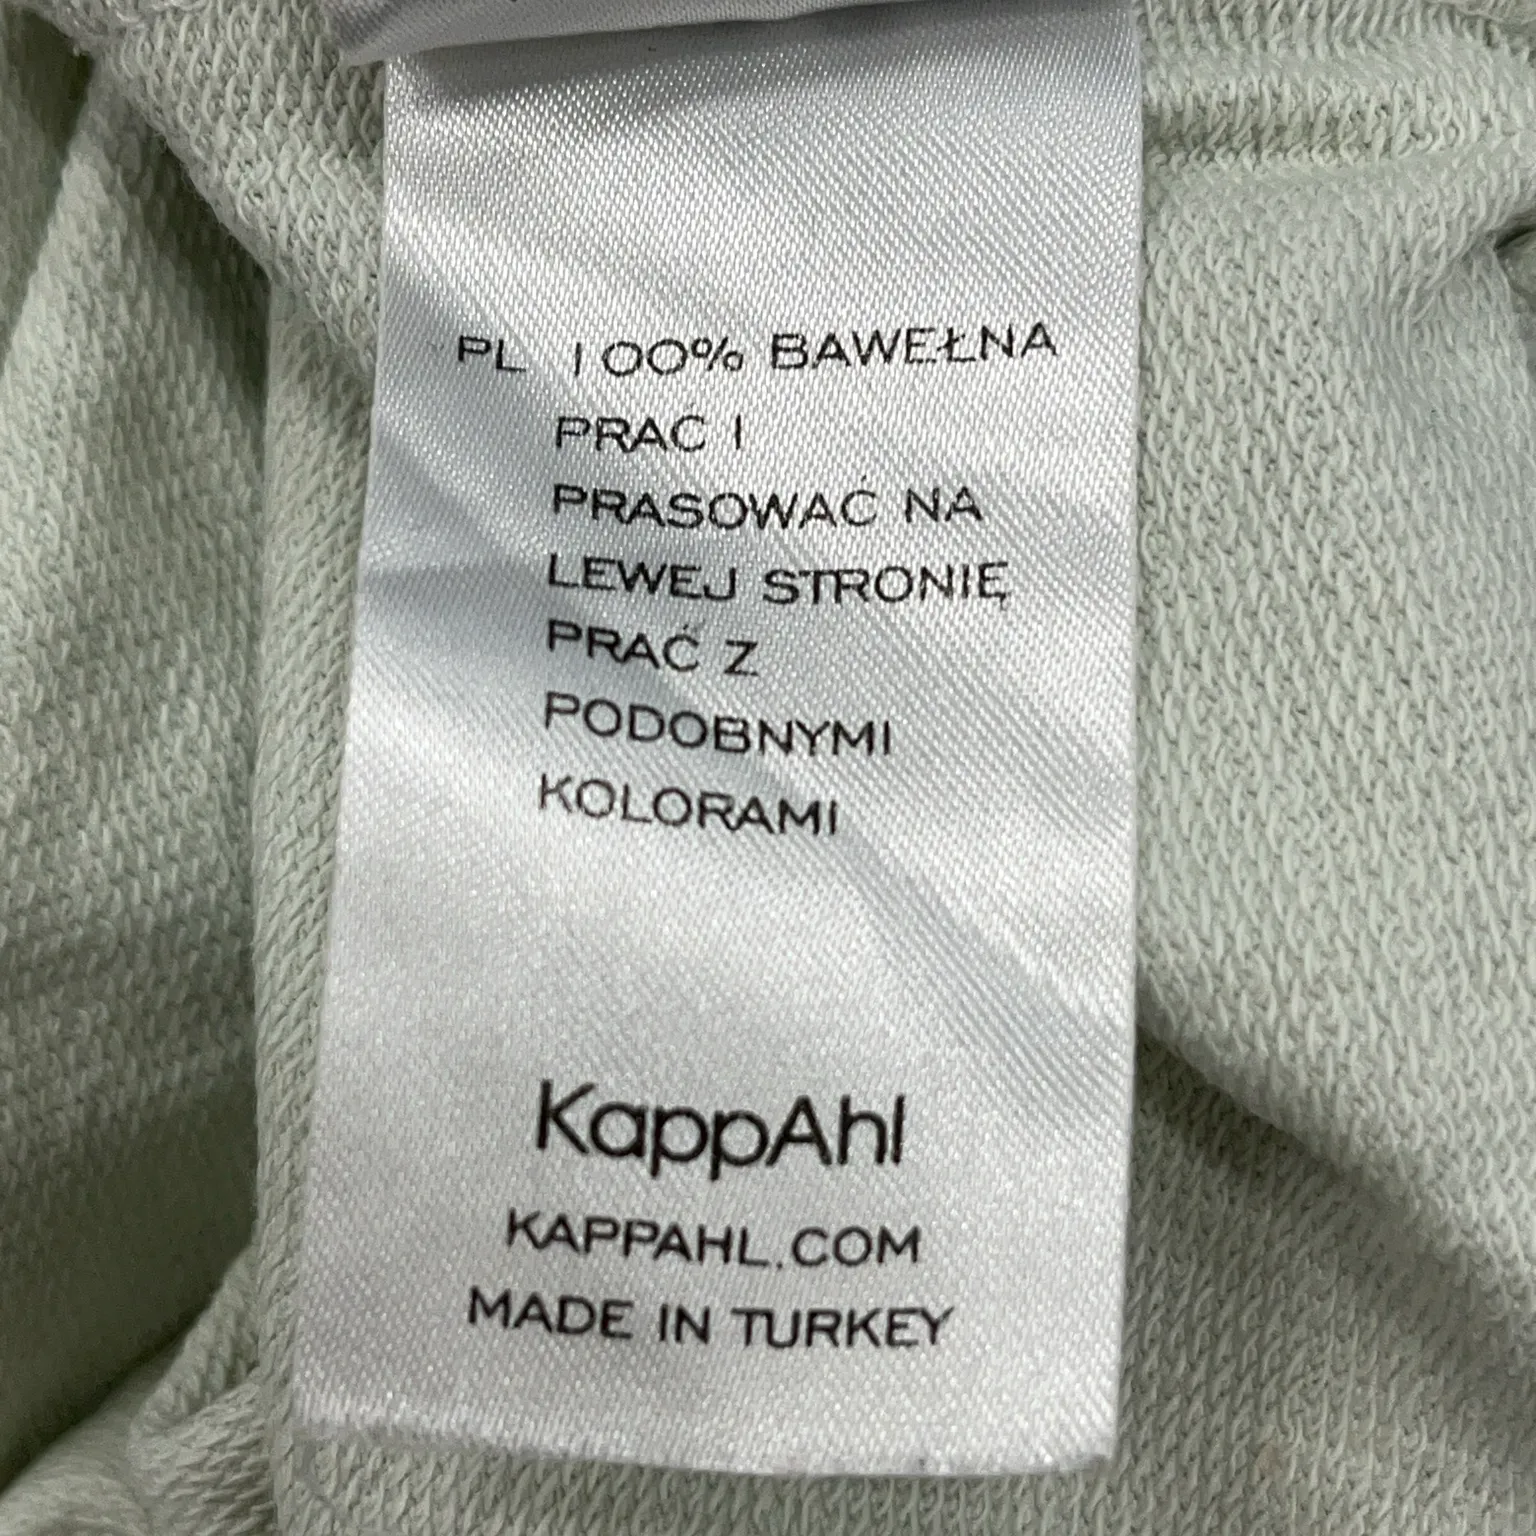 PL 100% BAWEŁNA
PRAĆ I
PRASOWAĆ NA
LEWEJ STRONIĘ
PRAĆ Z
PODOBNYMI
KOLORAMI
KappAhl
KAPPAHL.COM
MADE IN TURKEY